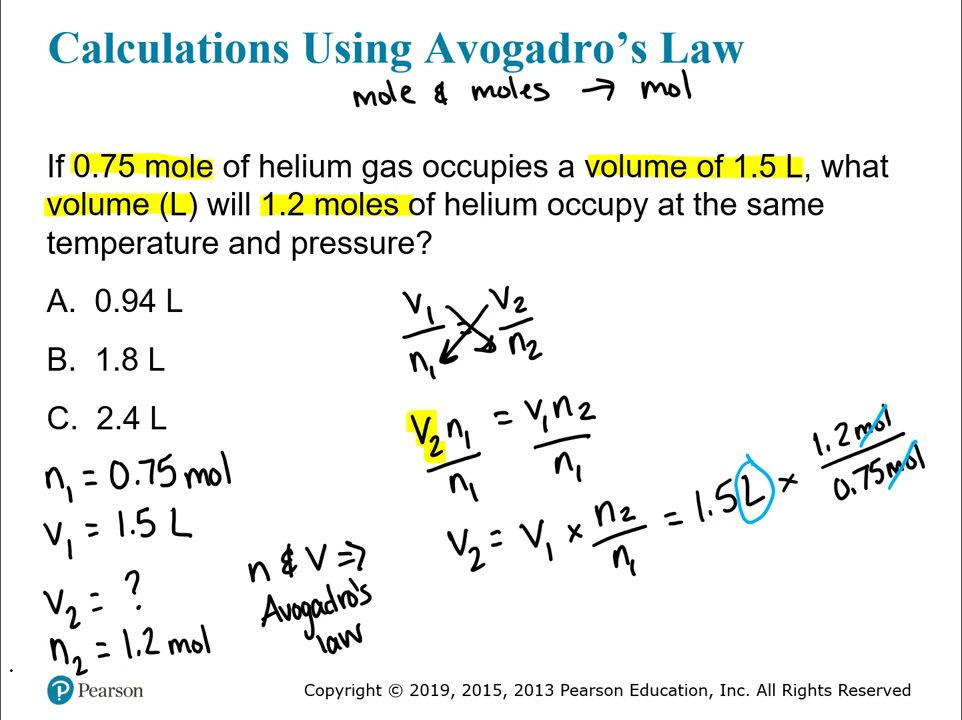 Calculations Using Avogadro's Law
mole & moles → mol
If 0.75 mole of helium gas occupies a volume of 1.5 L, what
volume (L) will 1.2 moles of helium occupy at the same
temperature and pressure?
A. 0.94 L
B. 1.8 L
C. 2.4 L
V₁/n₁ = V₂/n₂
V₂n₁/n₁ = V₁n₂/n₁
V₂ = V₁ × n₂/n₁ = 1.5 L × 1.2 mol/0.75 mol
n₁ = 0.75 mol
V₁ = 1.5 L
V₂ = ?
n₂ = 1.2 mol
n & V ⇒
Avogadro's
law
Pearson
Copyright © 2019, 2015, 2013 Pearson Education, Inc. All Rights Reserved